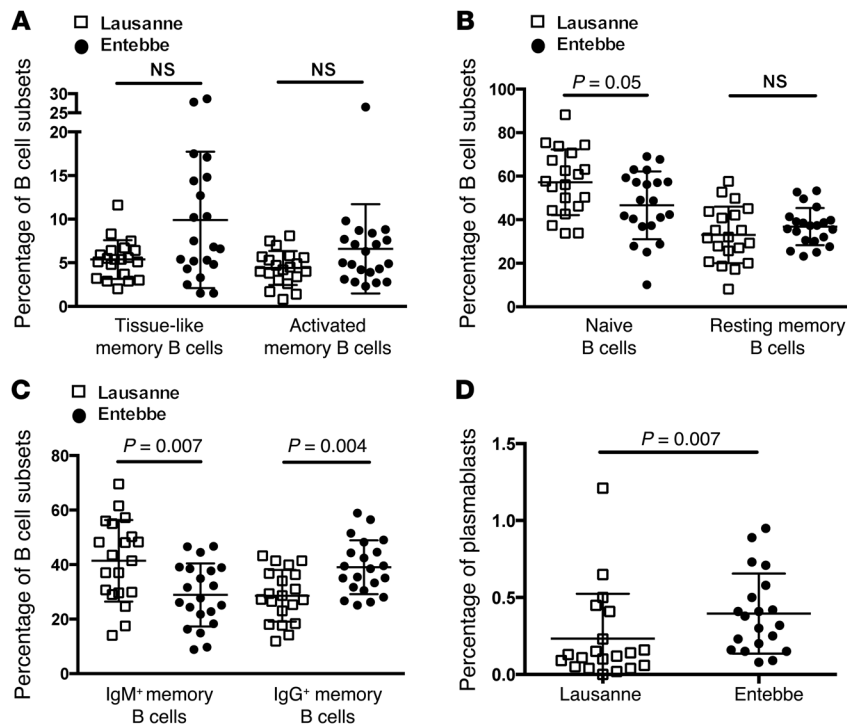 A
Lausanne
Entebbe
Percentage of B cell subsets
NS
NS
30
25
20
15
10
5
0
Tissue-like
memory B cells
Activated
memory B cells
B
Lausanne
Entebbe
Percentage of B cell subsets
P = 0.05
NS
100
80
60
40
20
0
Naive
B cells
Resting memory
B cells
C
Lausanne
Entebbe
Percentage of B cell subsets
P = 0.007
P = 0.004
80
60
40
20
0
IgM⁺ memory
B cells
IgG⁺ memory
B cells
D
Percentage of plasmablasts
P = 0.007
1.5
1.0
0.5
0.0
Lausanne
Entebbe